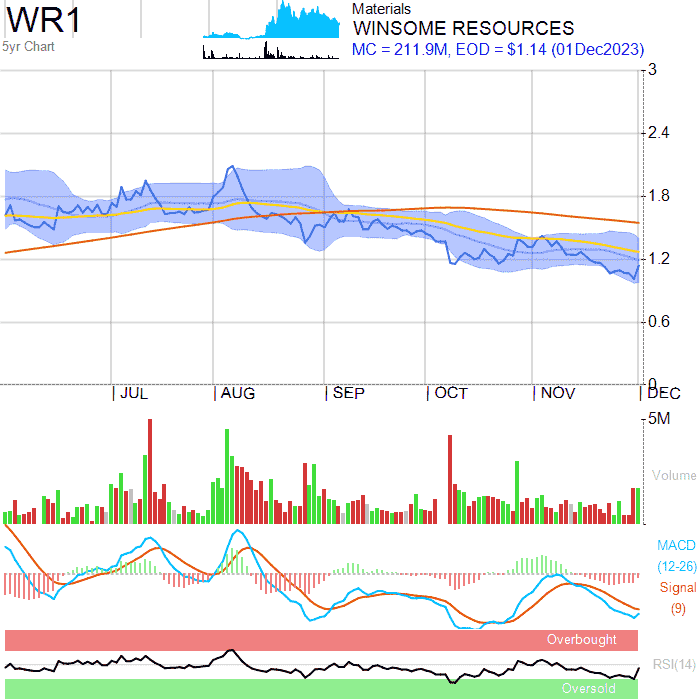 WR1
5yr Chart
Materials
WINSOME RESOURCES
MC = 211.9M, EOD = $1.14 (01Dec2023)
3
2.4
1.8
1.2
0.6
0
JUL
AUG
SEP
OCT
NOV
DEC
5M
Volume
MACD
(12-26)
Signal
(9)
Overbought
RSI(14)
Oversold